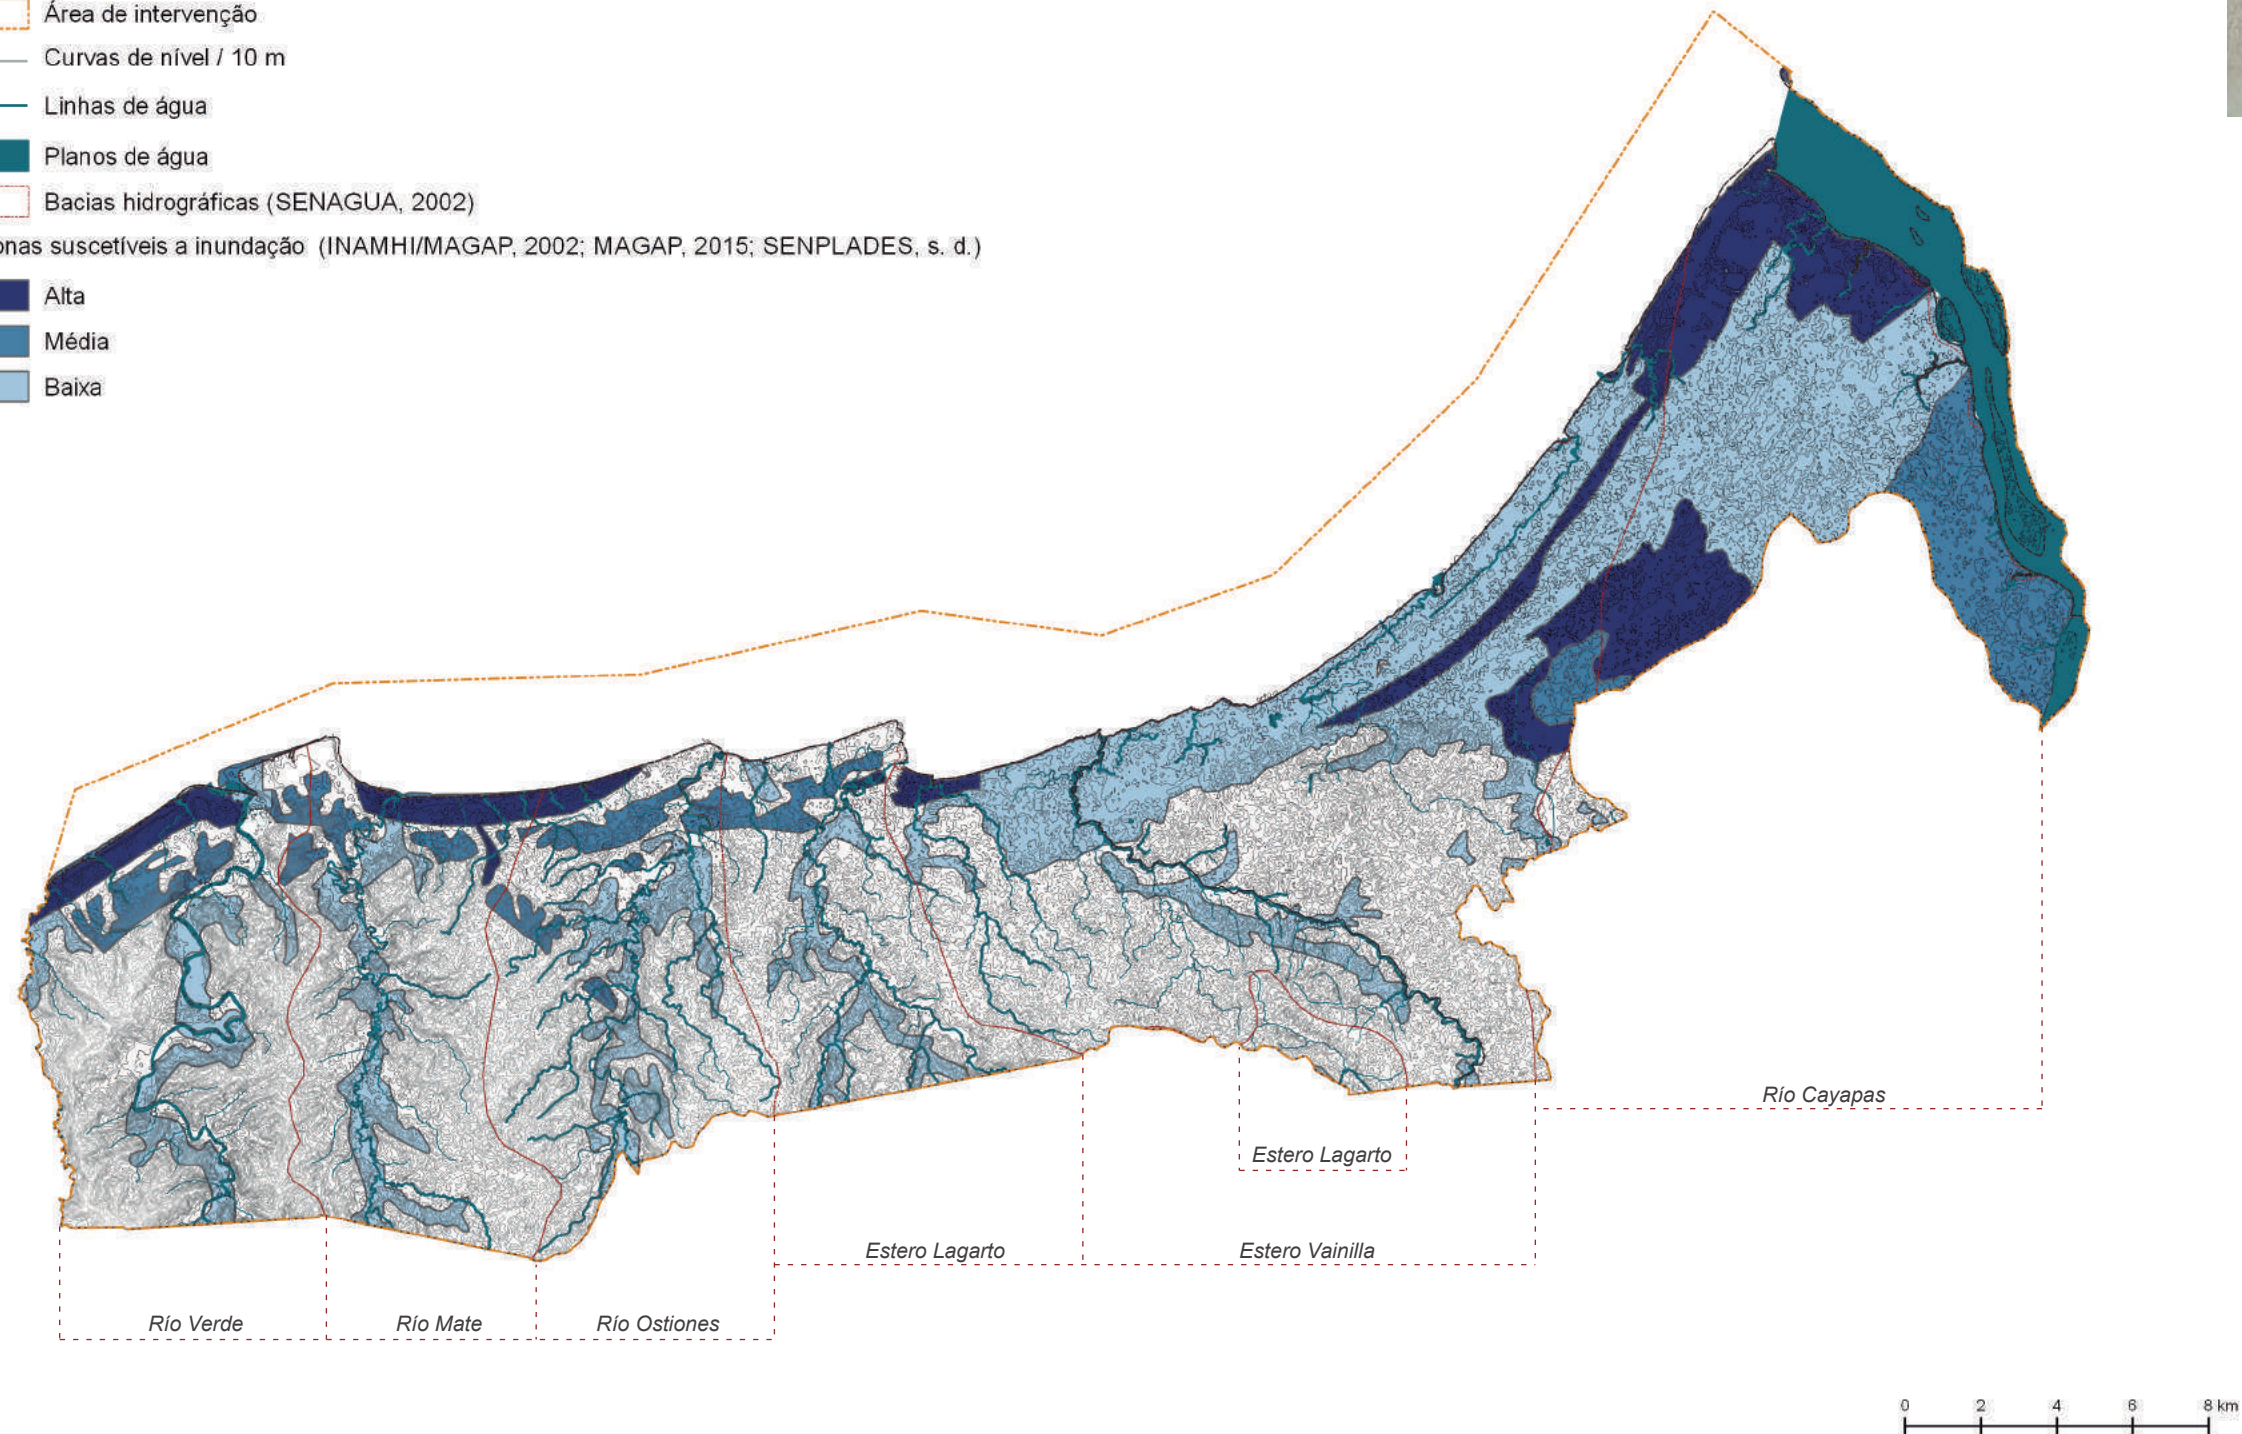 Área de intervenção
Curvas de nível / 10 m
Linhas de água
Planos de água
Bacias hidrográficas (SENAGUA, 2002)
onas suscetíveis a inundação (INAMHI/MAGAP, 2002; MAGAP, 2015; SENPLADES, s. d.)
Alta
Média
Baixa
Río Cayapas
Estero Lagarto
Estero Lagarto
Estero Vainilla
Río Verde
Río Mate
Río Ostiones
0 2 4 6 8 km